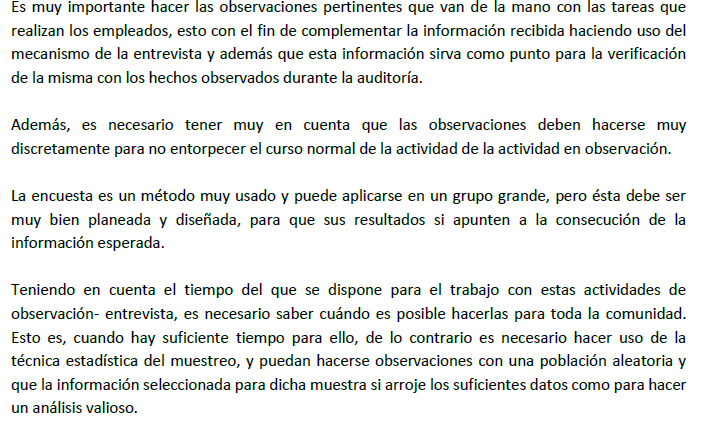 Es muy importante hacer las observaciones pertinentes que van de la mano con las tareas que
realizan los empleados, esto con el fin de complementar la información recibida haciendo uso del
mecanismo de la entrevista y además que esta información sirva como punto para la verificación
de la misma con los hechos observados durante la auditoría.
Además, es necesario tener muy en cuenta que las observaciones deben hacerse muy
discretamente para no entorpecer el curso normal de la actividad de la actividad en observación.
La encuesta es un método muy usado y puede aplicarse en un grupo grande, pero ésta debe ser
muy bien planeada y diseñada, para que sus resultados si apunten a la consecución de la
información esperada.
Teniendo en cuenta el tiempo del que se dispone para el trabajo con estas actividades de
observación- entrevista, es necesario saber cuándo es posible hacerlas para toda la comunidad.
Esto es, cuando hay suficiente tiempo para ello, de lo contrario es necesario hacer uso de la
técnica estadística del muestreo, y puedan hacerse observaciones con una población aleatoria y
que la información seleccionada para dicha muestra si arroje los suficientes datos como para hacer
un análisis valioso.